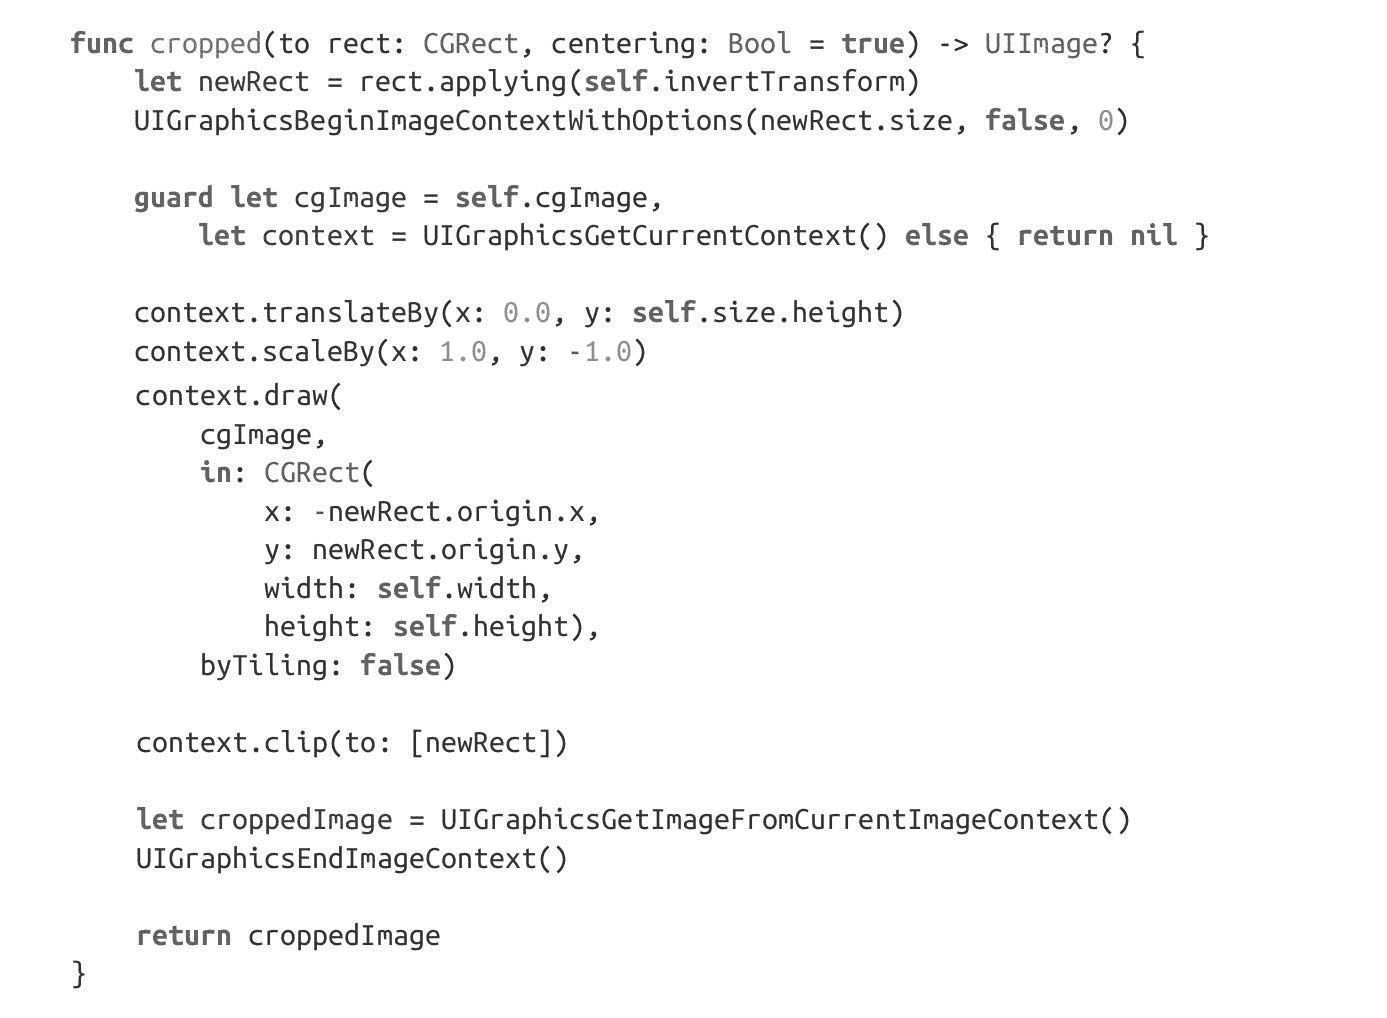 func cropped(to rect: CGRect, centering: Bool = true) -> UIImage? {
    let newRect = rect.applying(self.invertTransform)
    UIGraphicsBeginImageContextWithOptions(newRect.size, false, 0)

    guard let cgImage = self.cgImage,
        let context = UIGraphicsGetCurrentContext() else { return nil }

    context.translateBy(x: 0.0, y: self.size.height)
    context.scaleBy(x: 1.0, y: -1.0)
    context.draw(
        cgImage,
        in: CGRect(
            x: -newRect.origin.x,
            y: newRect.origin.y,
            width: self.width,
            height: self.height),
        byTiling: false)

    context.clip(to: [newRect])

    let croppedImage = UIGraphicsGetImageFromCurrentImageContext()
    UIGraphicsEndImageContext()

    return croppedImage
}